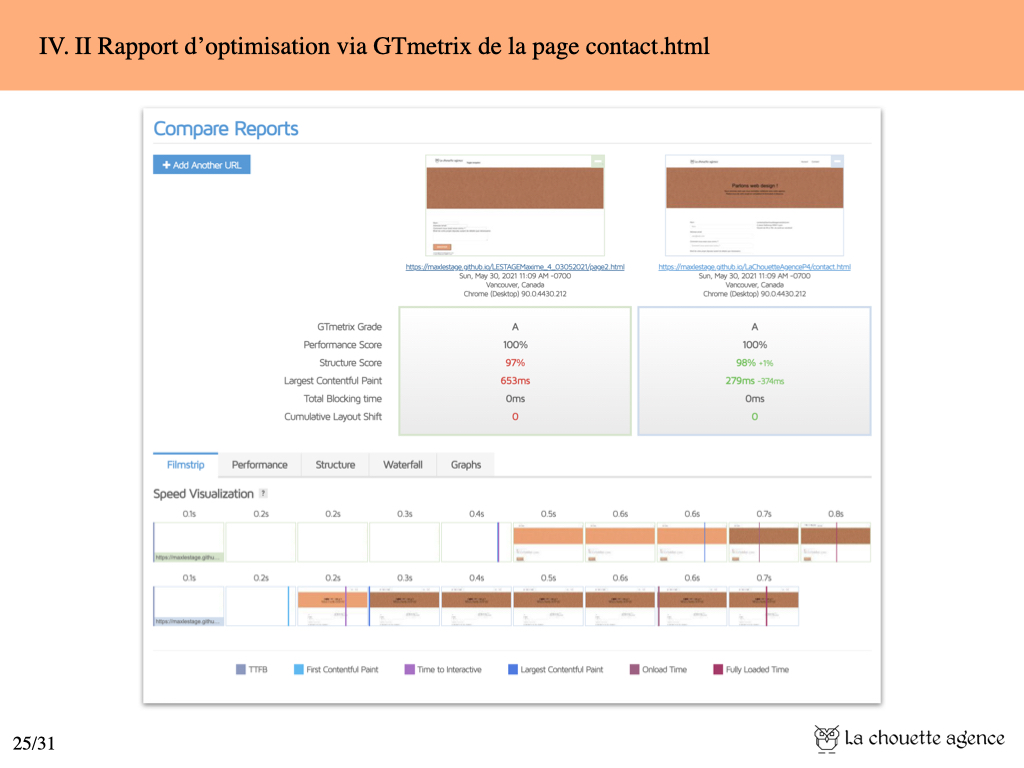 IV. II Rapport d’optimisation via GTmetrix de la page contact.html
Compare Reports
+ Add Another URL
La chouette agence
La chouette agence
Fashions web design !
https://maxlestage.github.io/LESTAGEMaxime_4_03052021/page2.html
Sun, May 30, 2021 11:09 AM -0700
Vancouver, Canada
Chrome (Desktop) 90.0.4430.212
https://maxlestage.github.io/LaChouetteAgenceP4/contact.html
Sun, May 30, 2021 11:09 AM -0700
Vancouver, Canada
Chrome (Desktop) 90.0.4430.212
GTmetrix Grade A A
Performance Score 100% 100%
Structure Score 97% 98% +1%
Largest Contentful Paint 653ms 279ms -374ms
Total Blocking time 0ms 0ms
Cumulative Layout Shift 0 0
Filmstrip Performance Structure Waterfall Graphs
Speed Visualization ?
0.1s 0.2s 0.2s 0.3s 0.4s 0.5s 0.6s 0.6s 0.7s 0.8s
https://maxlestage.githu...
0.1s 0.2s 0.2s 0.3s 0.4s 0.5s 0.6s 0.6s 0.7s
https://maxlestage.githu...
TTFB First Contentful Paint Time to Interactive Largest Contentful Paint Onload Time Fully Loaded Time
25/31
La chouette agence